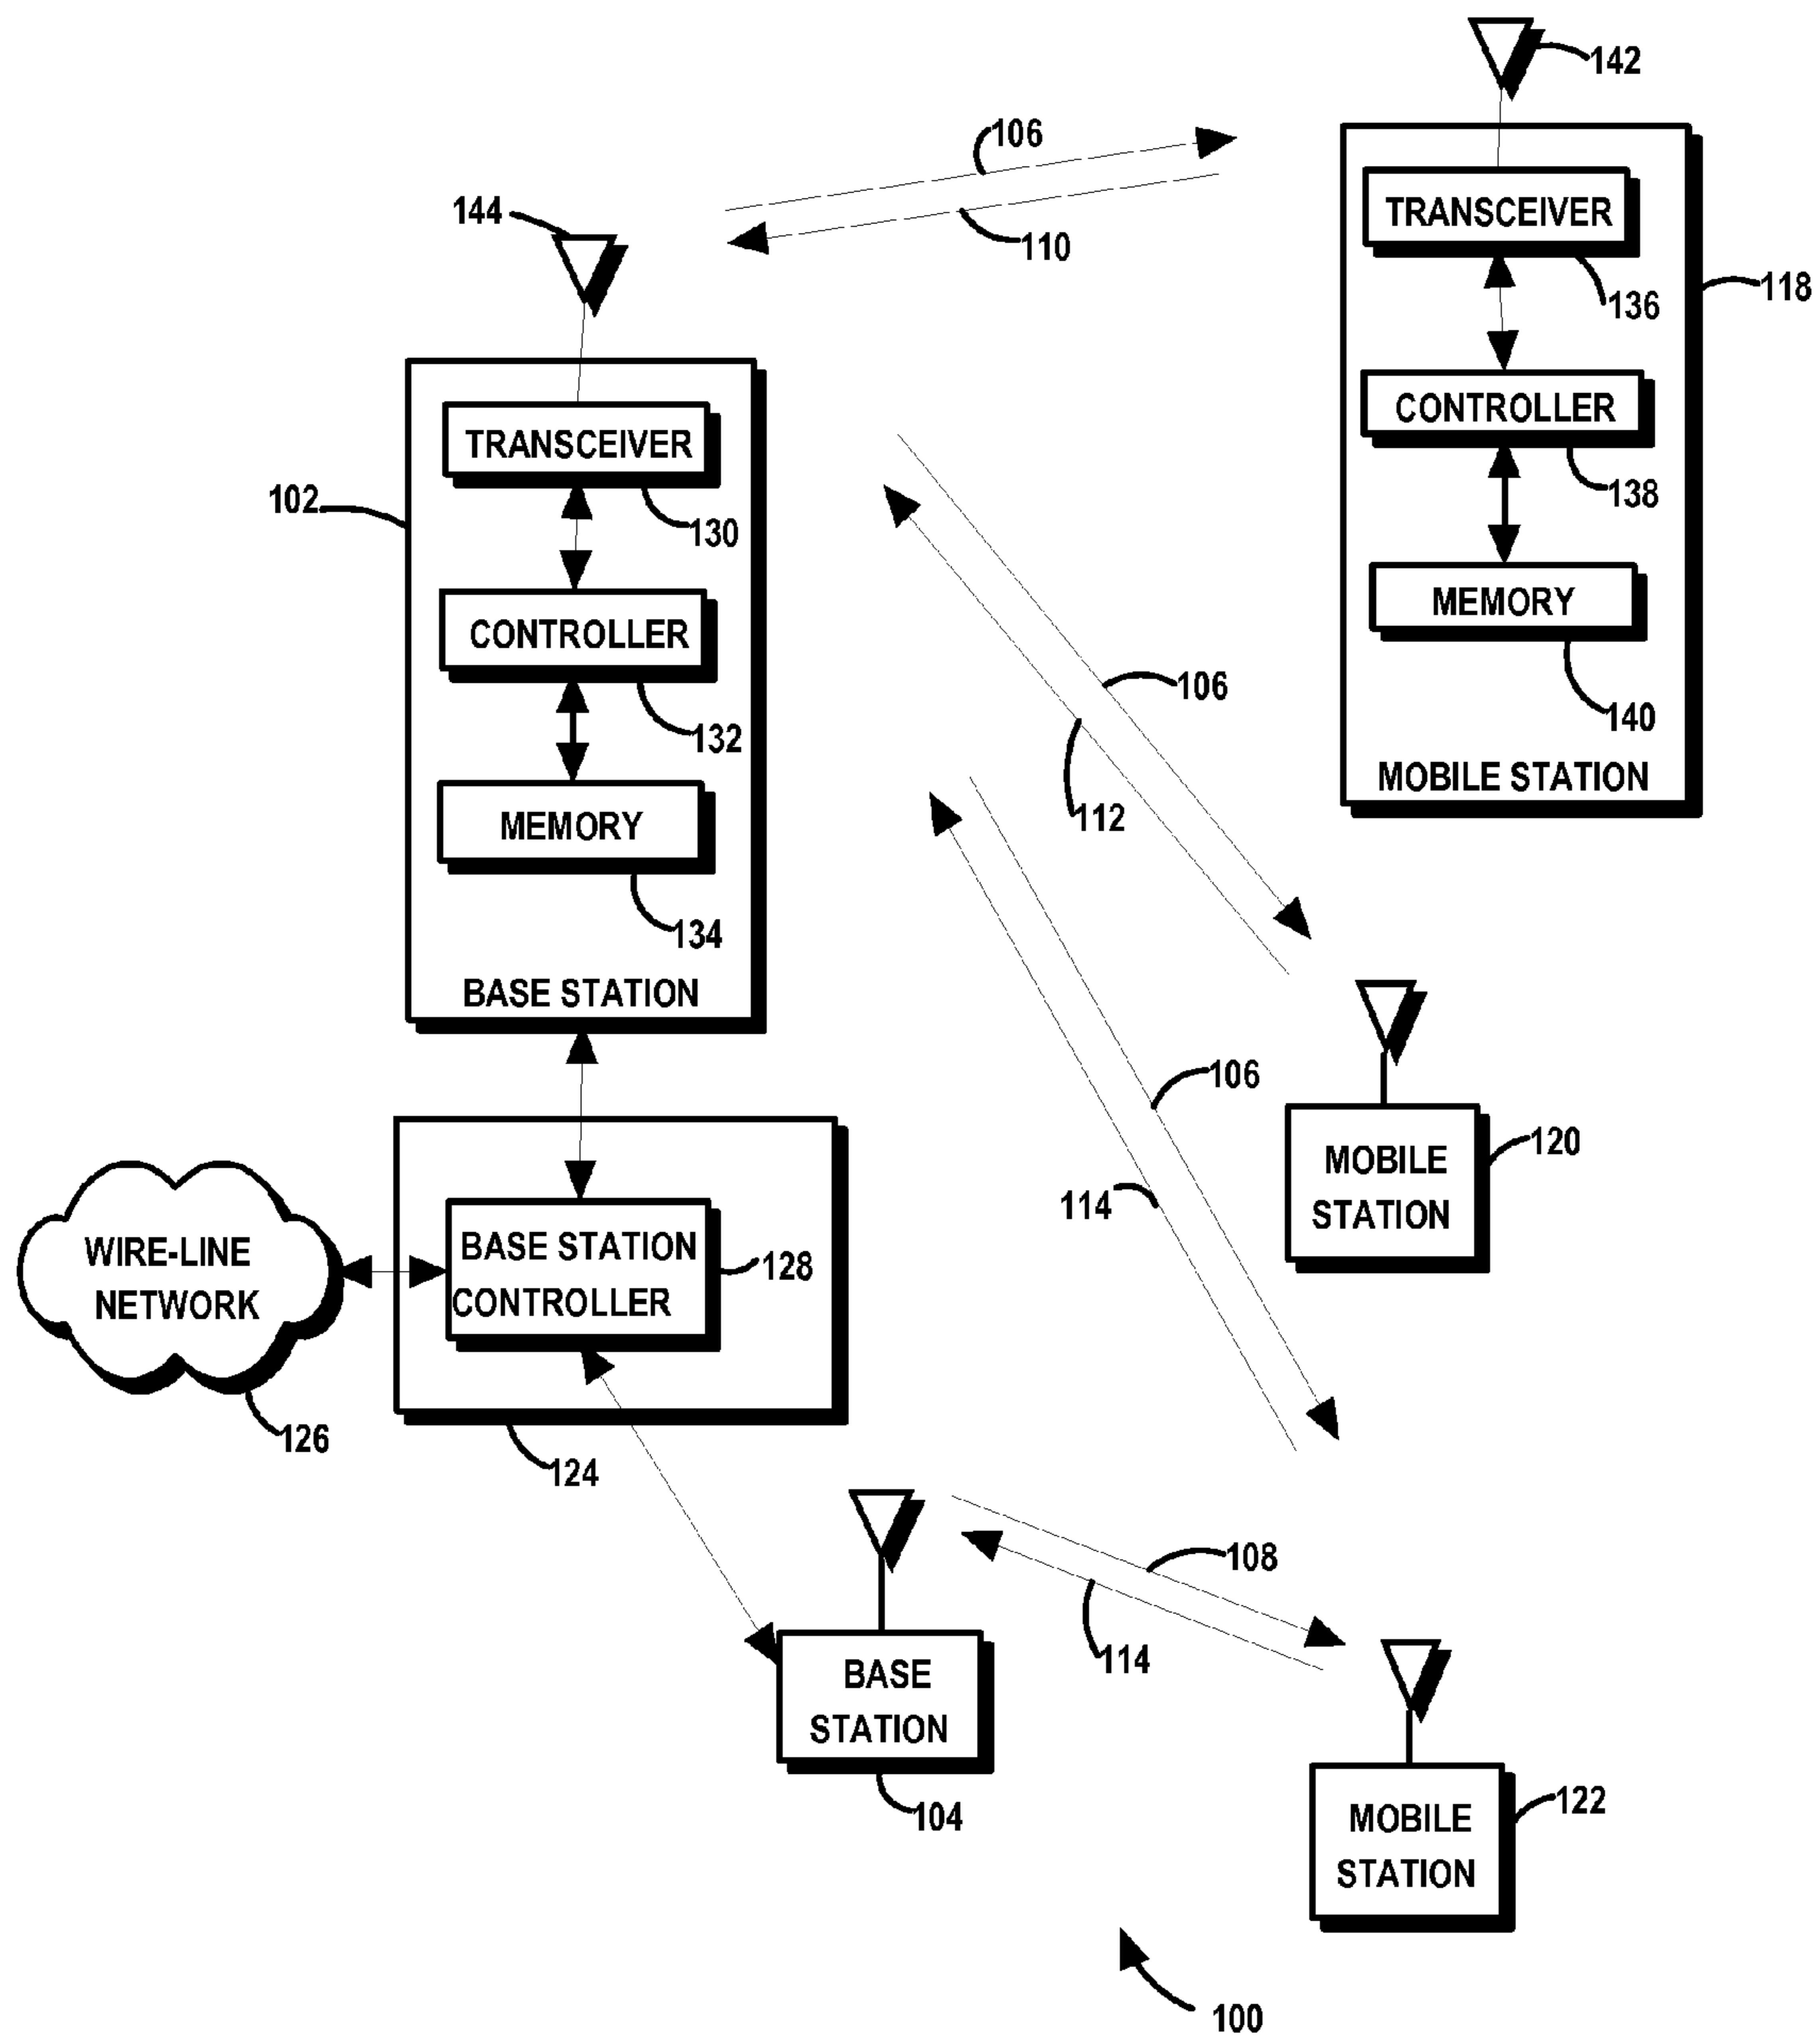 142
106
TRANSCEIVER
144
110
118
136
CONTROLLER
TRANSCEIVER
102
138
130
MEMORY
CONTROLLER
106
140
132
MOBILE STATION
112
MEMORY
134
BASE STATION
106
120
MOBILE
STATION
114
WIRE-LINE
NETWORK
BASE STATION
CONTROLLER
128
126
124
108
114
BASE
STATION
104
122
MOBILE
STATION
100